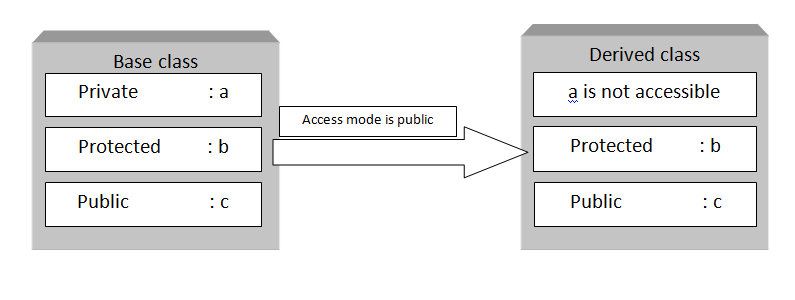 Base class
Private : a
Protected : b
Public : c
Access mode is public
Derived class
a is not accessible
Protected : b
Public : c